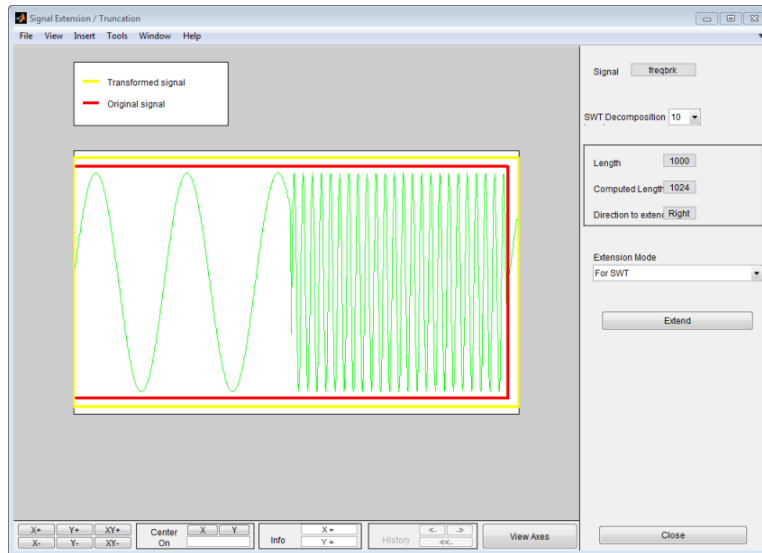 Signal Extension / Truncation
File View Insert Tools Window Help
Transformed signal
Original signal
Signal freqbrk
SWT Decomposition 10
Length 1000
Computed Length 1024
Direction to extend Right
Extension Mode
For SWT
Extend
X+ Y+ XY+
X- Y- XY-
Center On X Y
Info X = Y =
History <- -> <<-
View Axes
Close